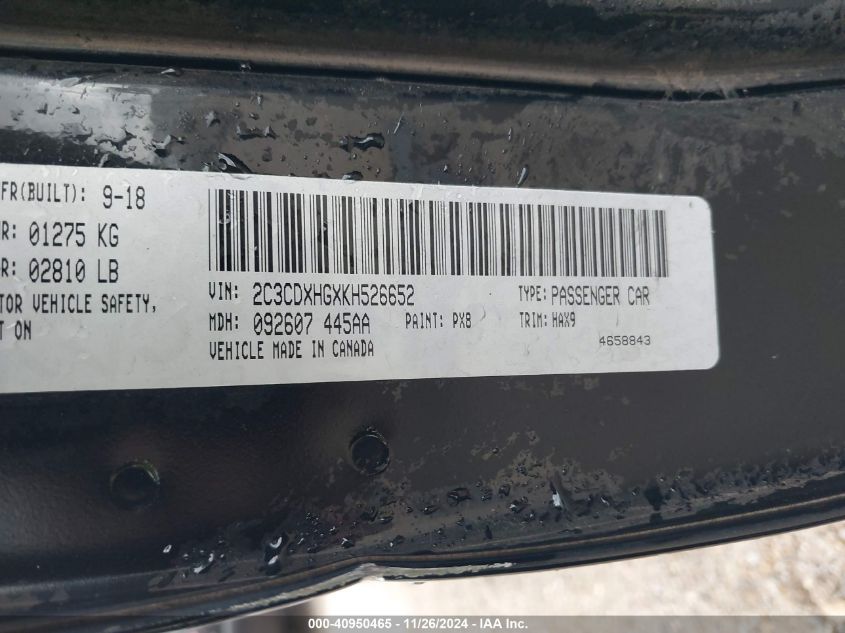 FR(BUILT): 9-18
R: 01275 KG
R: 02810 LB
TOR VEHICLE SAFETY,
T ON
VIN: 2C3CDXHGXKH526652 TYPE: PASSENGER CAR
MDH: 092607 445AA PAINT: PX8 TRIM: HAX9
VEHICLE MADE IN CANADA 4658843
000-40950465 - 11/26/2024 - IAA Inc.